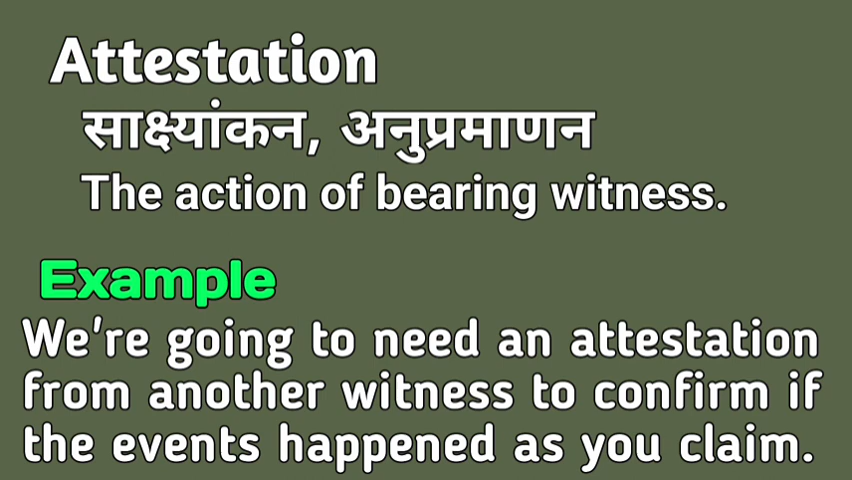 Attestation
साक्ष्यांकन, अनुप्रमाणन
The action of bearing witness.
Example
We're going to need an attestation
from another witness to confirm if
the events happened as you claim.